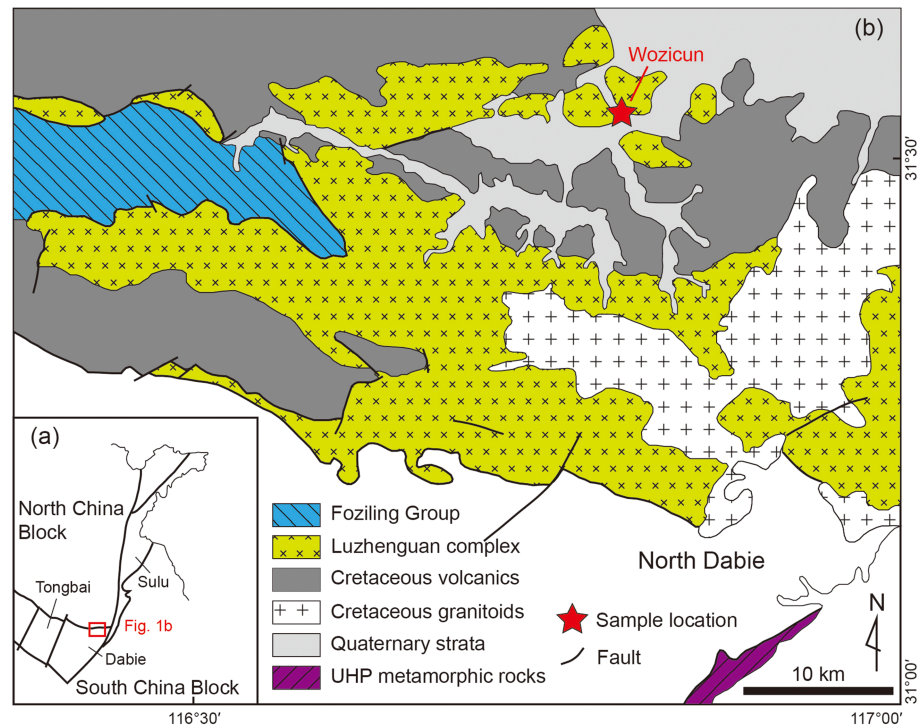 (b)
Wozicun
31°30′
(a)
North China
Block
Sulu
Tongbai
Fig. 1b
Dabie
South China Block
Foziling Group
Luzhenguan complex
Cretaceous volcanics
Cretaceous granitoids
Quaternary strata
UHP metamorphic rocks
North Dabie
Sample location
Fault
N
10 km
31°00′
116°30′
117°00′